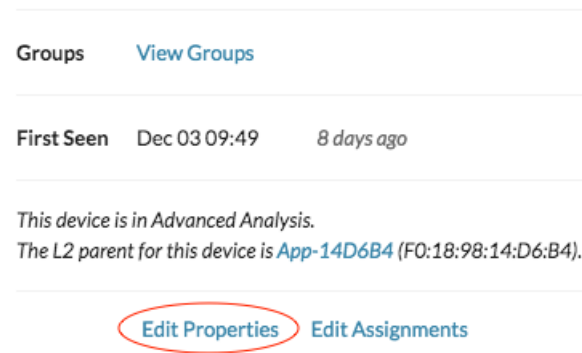 Groups View Groups
First Seen Dec 03 09:49 8 days ago
This device is in Advanced Analysis.
The L2 parent for this device is App-14D6B4 (F0:18:98:14:D6:B4).
Edit Properties Edit Assignments